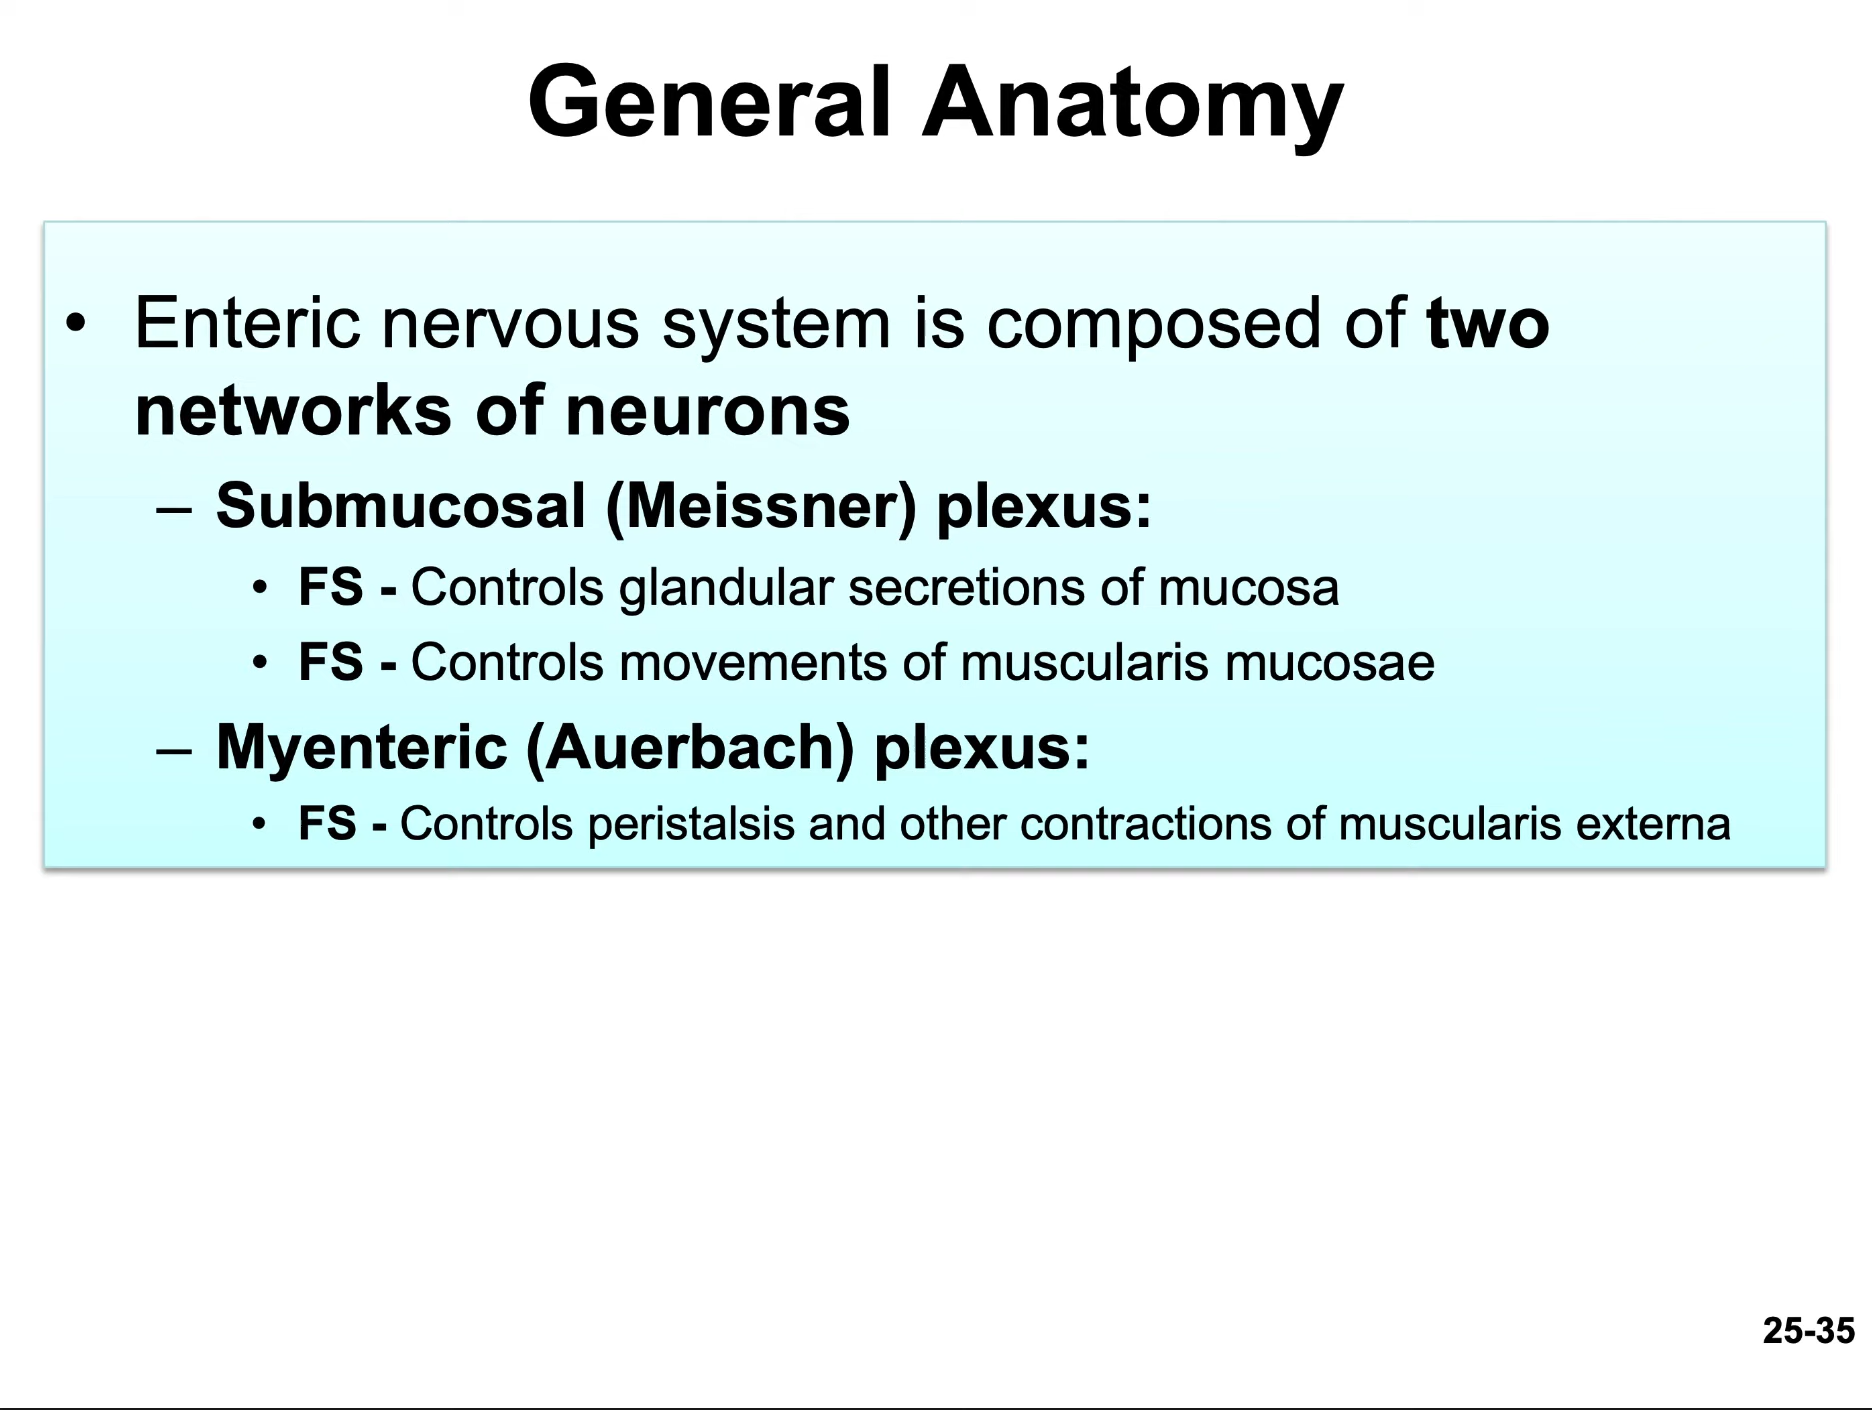 General Anatomy
• Enteric nervous system is composed of two
networks of neurons
– Submucosal (Meissner) plexus:
• FS - Controls glandular secretions of mucosa
• FS - Controls movements of muscularis mucosae
– Myenteric (Auerbach) plexus:
• FS - Controls peristalsis and other contractions of muscularis externa
25-35